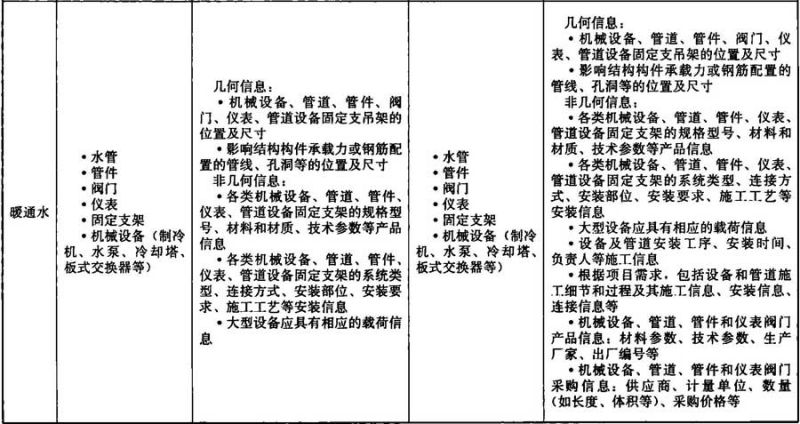 暖通水
• 水管
• 管件
• 阀门
• 仪表
• 固定支架
• 机械设备（制冷
机、水泵、冷却塔、
板式交换器等）
几何信息：
• 机械设备、管道、管件、阀
门、仪表、管道设备固定支吊架的
位置及尺寸
• 影响结构构件承载力或钢筋配
置的管线、孔洞等的位置及尺寸
非几何信息：
• 各类机械设备、管道、管件、
仪表、管道设备固定支架的规格型
号、材料和材质、技术参数等产品
信息
• 各类机械设备、管道、管件、
仪表、管道设备固定支架的系统类
型、连接方式、安装部位、安装要
求、施工工艺等安装信息
• 大型设备应具有相应的载荷信
息
• 水管
• 管件
• 阀门
• 仪表
• 固定支架
• 机械设备（制冷
机、水泵、冷却塔、
板式交换器等）
几何信息：
• 机械设备、管道、管件、阀门、仪
表、管道设备固定支吊架的位置及尺寸
• 影响结构构件承载力或钢筋配置的
管线、孔洞等的位置及尺寸
非几何信息：
• 各类机械设备、管道、管件、仪表、
管道设备固定支架的规格型号、材料和
材质、技术参数等产品信息
• 各类机械设备、管道、管件、仪表、
管道设备固定支架的系统类型、连接方
式、安装部位、安装要求、施工工艺等
安装信息
• 大型设备应具有相应的载荷信息
• 设备及管道安装工序、安装时间、
负责人等施工信息
• 根据项目需求，包括设备和管道施
工细节和过程及其施工信息、安装信息、
连接信息等
• 机械设备、管道、管件和仪表阀门
产品信息：材料参数、技术参数、生产
厂家、出厂编号等
• 机械设备、管道、管件和仪表阀门
采购信息：供应商、计量单位、数量
（如长度、体积等）、采购价格等